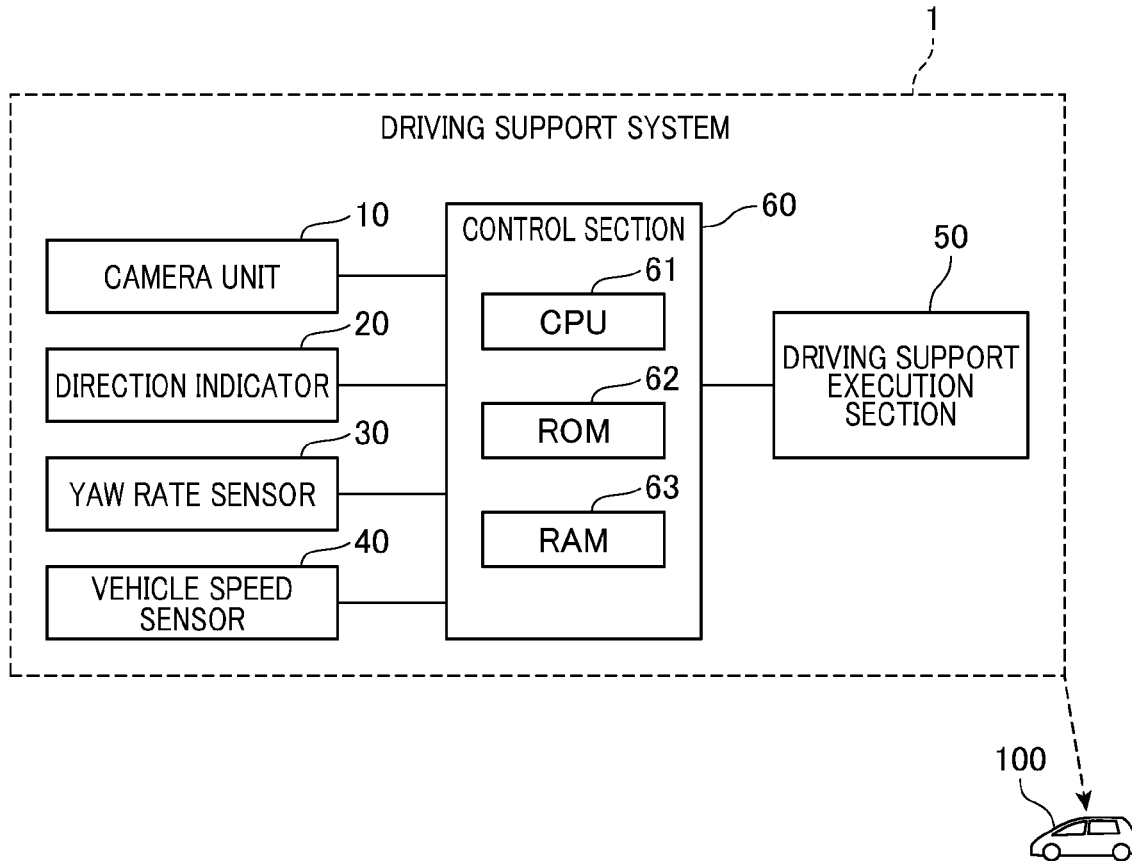 1
DRIVING SUPPORT SYSTEM
10
CAMERA UNIT
20
DIRECTION INDICATOR
30
YAW RATE SENSOR
40
VEHICLE SPEED
SENSOR
60
CONTROL SECTION
61
CPU
62
ROM
63
RAM
50
DRIVING SUPPORT
EXECUTION
SECTION
100